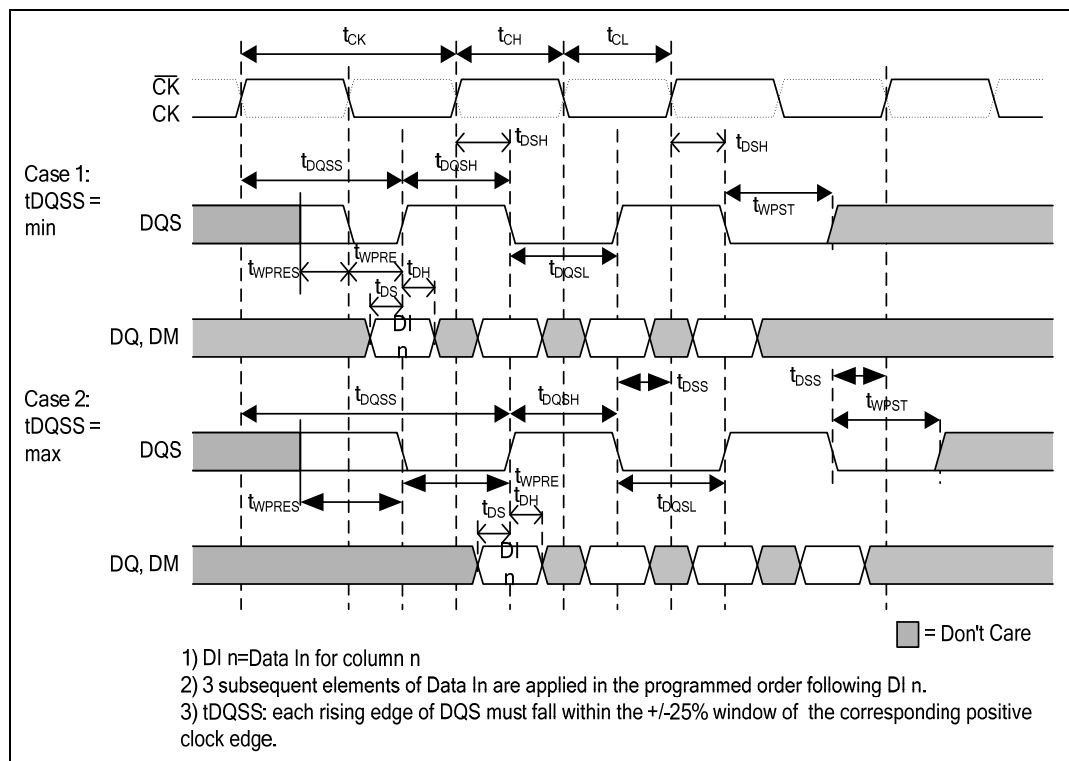 tCK tCH tCL
CK
CK
tDSH tDSH
tDQSS tDQSH
Case 1:
tDQSS =
min
DQS
tWPST
tWPRES tWPRE tDH tDQSL
tDS
DQ, DM
DI
n
tDSS tDSS
Case 2:
tDQSS =
max
tDQSS tDQSH tWPST
DQS
tWPRES tWPRE tDQSL
tDS tDH
DQ, DM
DI
n
= Don't Care
1) DI n=Data In for column n
2) 3 subsequent elements of Data In are applied in the programmed order following DI n.
3) tDQSS: each rising edge of DQS must fall within the +/-25% window of the corresponding positive
clock edge.